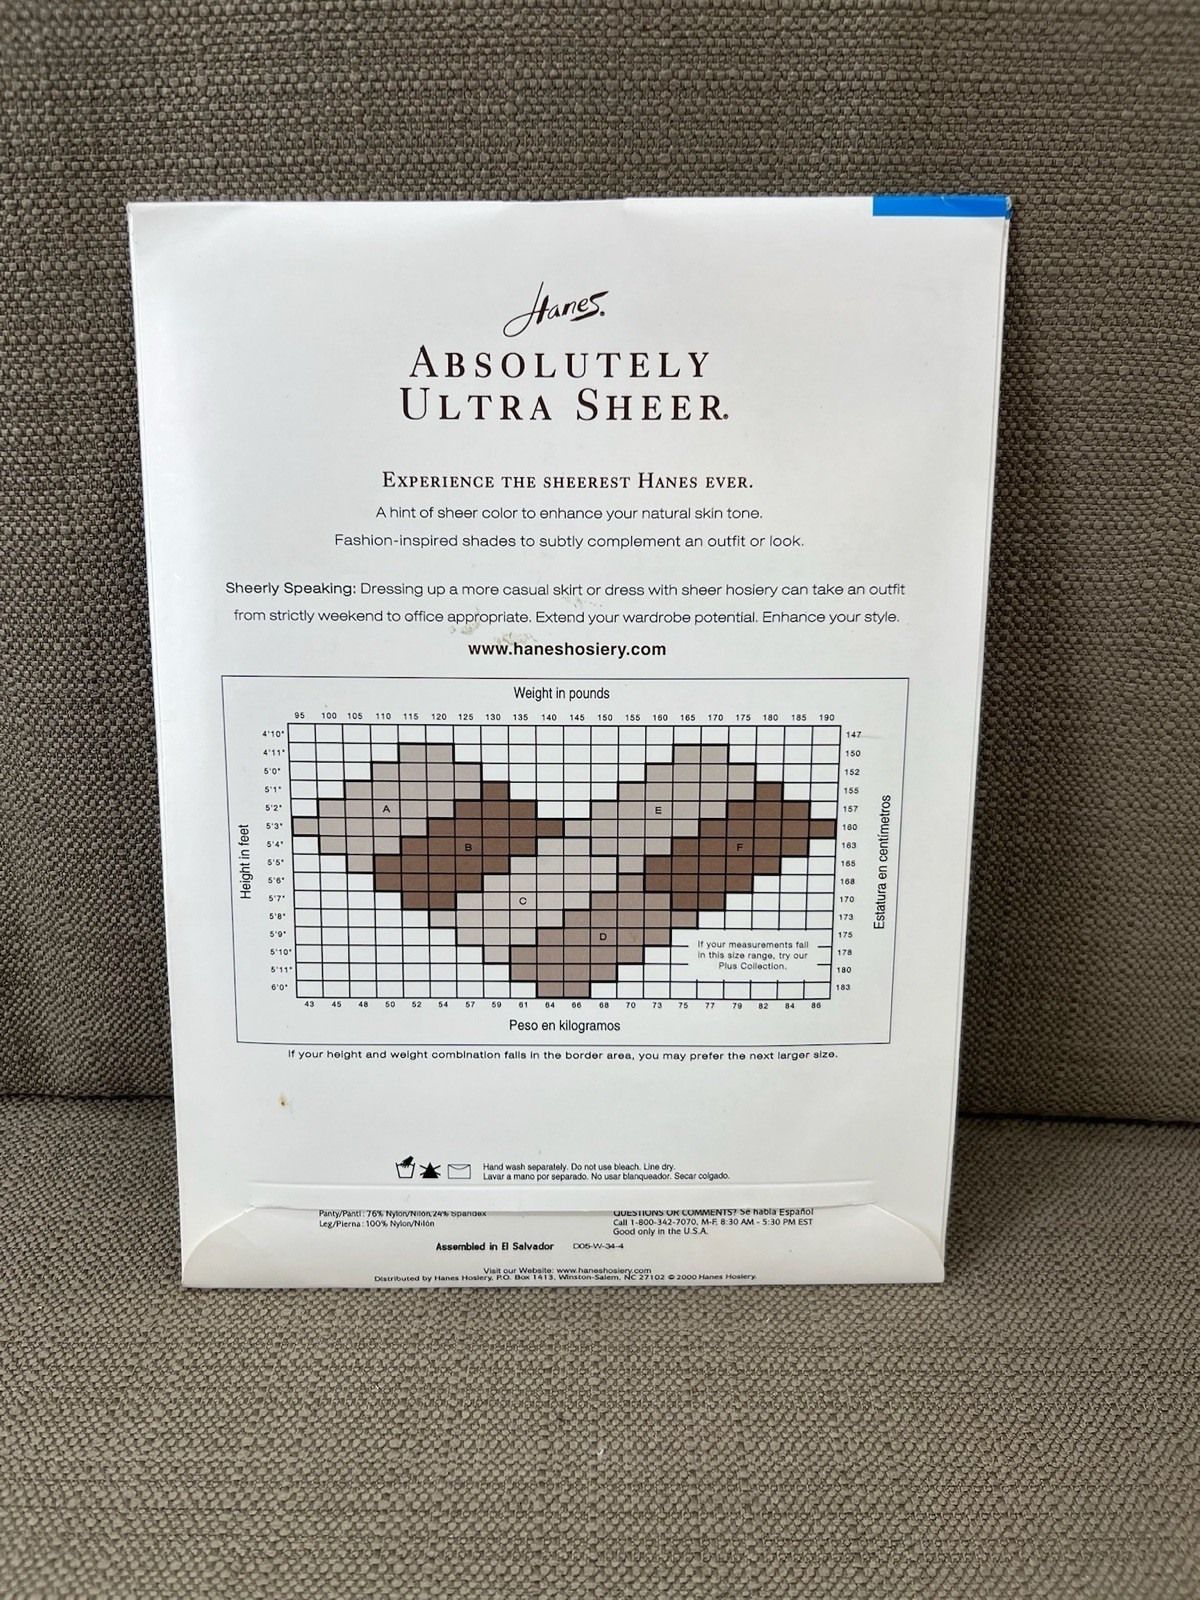 Hanes®
ABSOLUTELY
ULTRA SHEER®
EXPERIENCE THE SHEEREST HANES EVER.
A hint of sheer color to enhance your natural skin tone.
Fashion-inspired shades to subtly complement an outfit or look.
Sheerly Speaking: Dressing up a more casual skirt or dress with sheer hosiery can take an outfit
from strictly weekend to office appropriate. Extend your wardrobe potential. Enhance your style.
www.haneshosiery.com
Weight in pounds
95 100 105 110 115 120 125 130 135 140 145 150 155 160 165 170 175 180 185 190
4'10" 147
4'11" 150
5'0" 152
5'1" 155
5'2" A E 157
5'3" 160
5'4" B F 163
5'5" 165
5'6" 168
5'7" C 170
5'8" 173
5'9" D 175
5'10" 178
5'11" 180
6'0" 183
Height in feet
Estatura en centímetros
If your measurements fall
in this size range, try our
Plus Collection.
43 45 48 50 52 54 57 59 61 64 66 68 70 73 75 77 79 82 84 86
Peso en kilogramos
If your height and weight combination falls in the border area, you may prefer the next larger size.
Hand wash separately. Do not use bleach. Line dry.
Lavar a mano por separado. No usar blanqueador. Secar colgado.
Panty/Panti: 76% Nylon/Nilón, 24% Spandex
Leg/Pierna: 100% Nylon/Nilón
QUESTIONS OR COMMENTS? Se habla Español
Call 1-800-342-7070, M-F, 8:30 AM - 5:30 PM EST
Good only in the U.S.A.
Assembled in El Salvador D05-W-34-4
Visit our Website: www.haneshosiery.com
Distributed by Hanes Hosiery, P.O. Box 1413, Winston-Salem, NC 27102 © 2000 Hanes Hosiery.